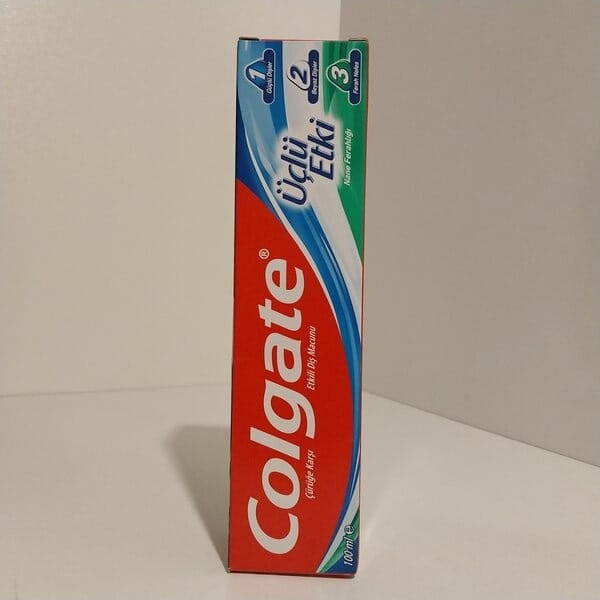 Colgate®
Çürüğe Karşı Etkili Diş Macunu
Üçlü
Etki
Nane Ferahlığı
1
Güçlü Dişler
2
Beyaz Dişler
3
Ferah Nefes
100 ml e